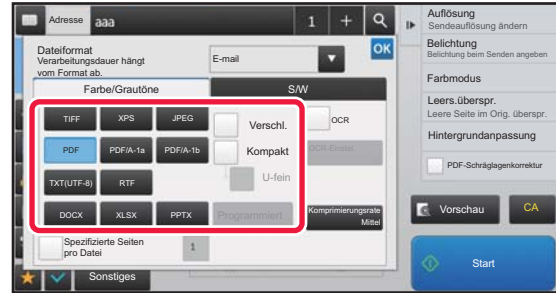 Adresse aaa 1 +
Dateiformat
Verarbeitungsdauer hängt
vom Format ab.
E-mail
OK
Farbe/Grautöne
S/W
TIFF XPS JPEG Verschl. OCR
PDF PDF/A-1a PDF/A-1b Kompakt OCR-Einstel.
TXT(UTF-8) RTF U-fein
DOCX XLSX PPTX Programmiert
Komprimierungsrate
Mittel
Spezifizierte Seiten
pro Datei
1
Sonstiges
Auflösung
Sendeauflösung ändern
Belichtung
Belichtung beim Senden angeben
Farbmodus
Leers.überspr.
Leere Seite im Orig. überspr.
Hintergrundanpassung
PDF-Schräglagenkorrektur
Vorschau CA
Start